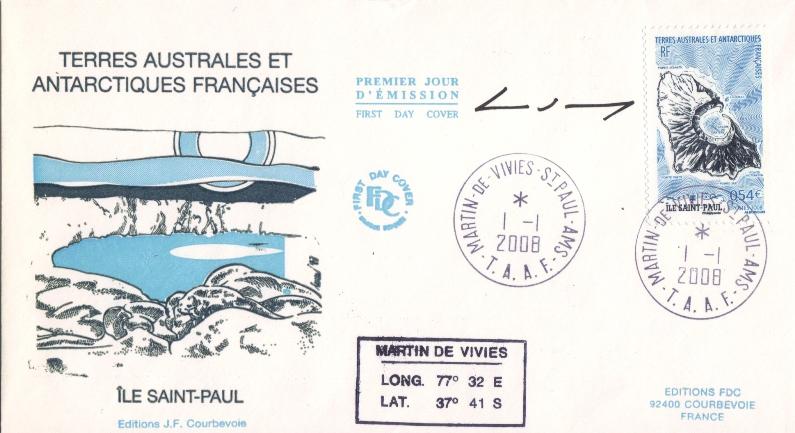 TERRES AUSTRALES ET
ANTARCTIQUES FRANÇAISES
ÎLE SAINT-PAUL
Editions J.F. Courbevoie
PREMIER JOUR
D'ÉMISSION
FIRST DAY COVER
FIRST DAY COVER
FDC
MARTIN-DE-VIVIES-ST PAUL-AMS
*
1-1
2008
-T.A.A.F.-
TERRES AUSTRALES ET ANTARCTIQUES FRANÇAISES
RF
0,54€
ÎLE SAINT-PAUL
MARTIN-DE-VIVIES-ST PAUL-AMS
*
1-1
2008
-T.A.A.F.-
MARTIN DE VIVIES
LONG. 77° 32 E
LAT. 37° 41 S
EDITIONS FDC
92400 COURBEVOIE
FRANCE